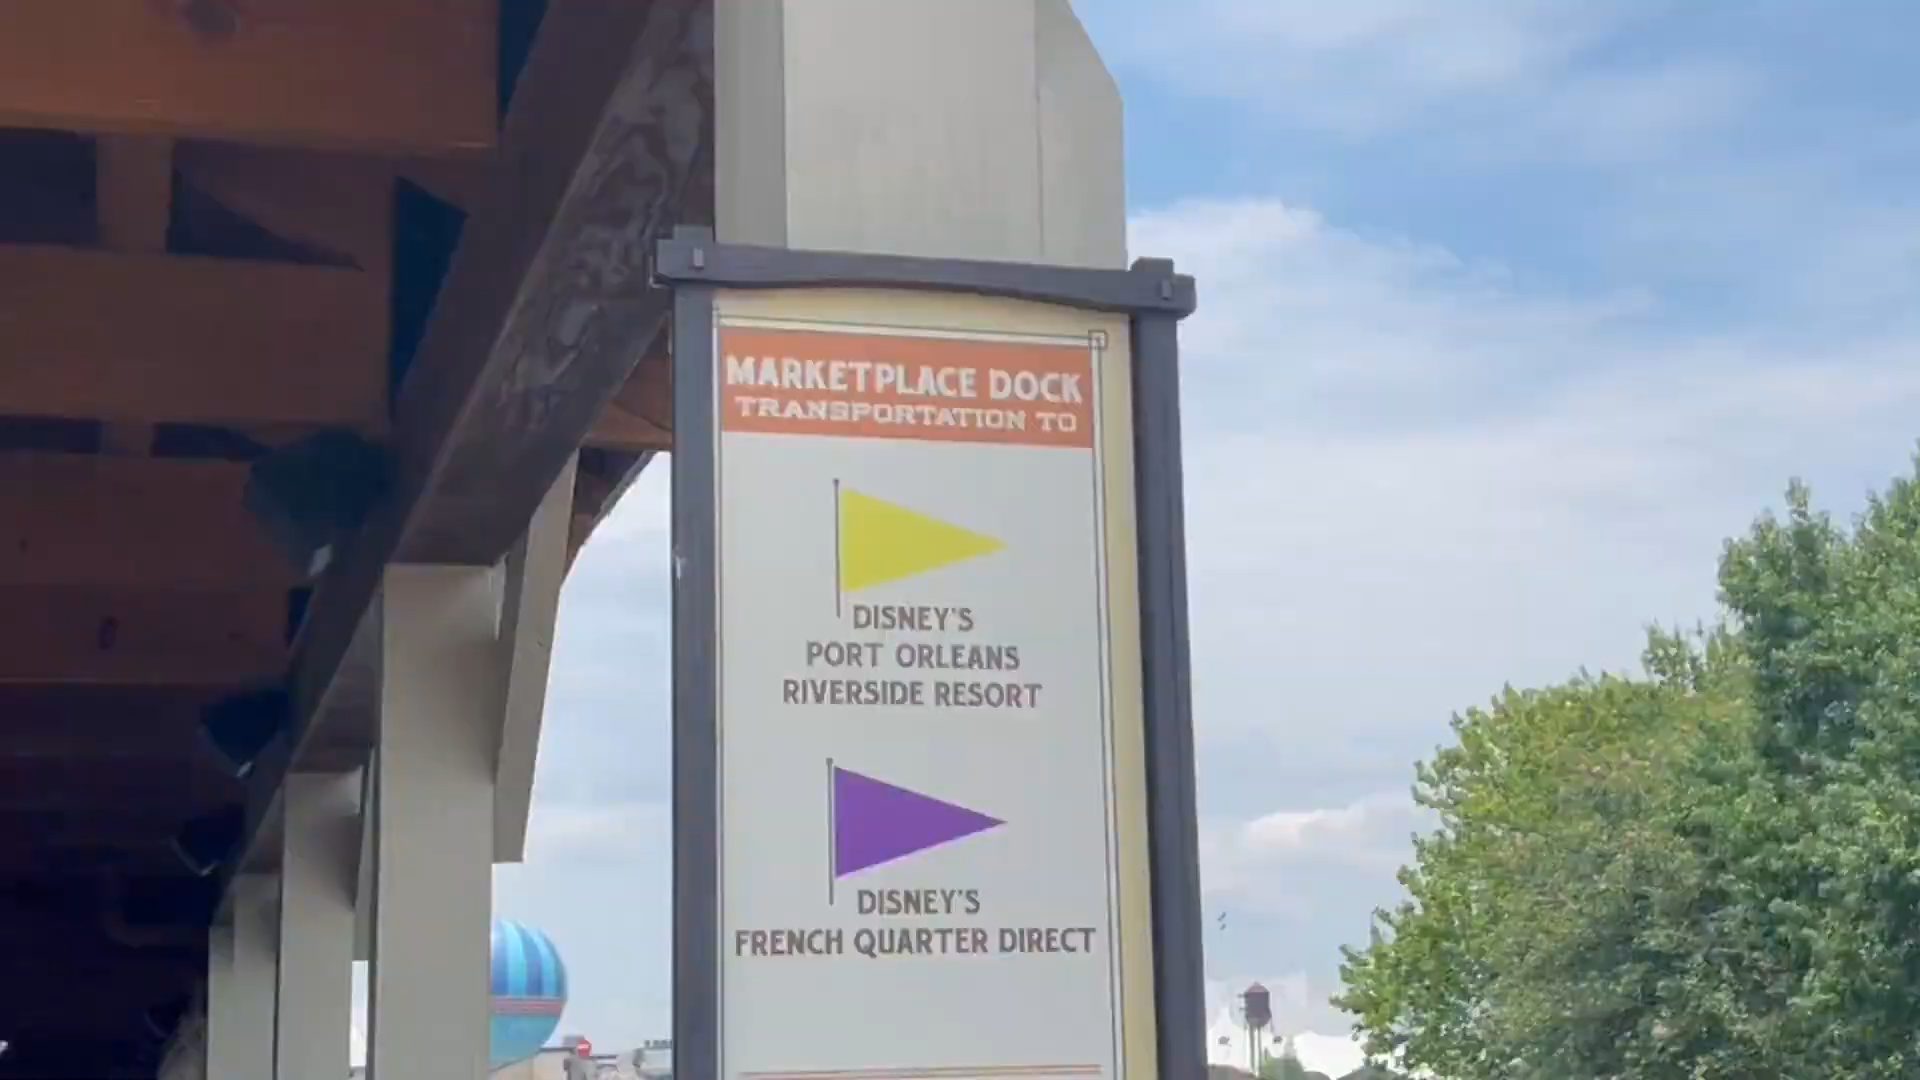 MARKETPLACE DOCK
TRANSPORTATION TO
DISNEY'S
PORT ORLEANS
RIVERSIDE RESORT
DISNEY'S
FRENCH QUARTER DIRECT